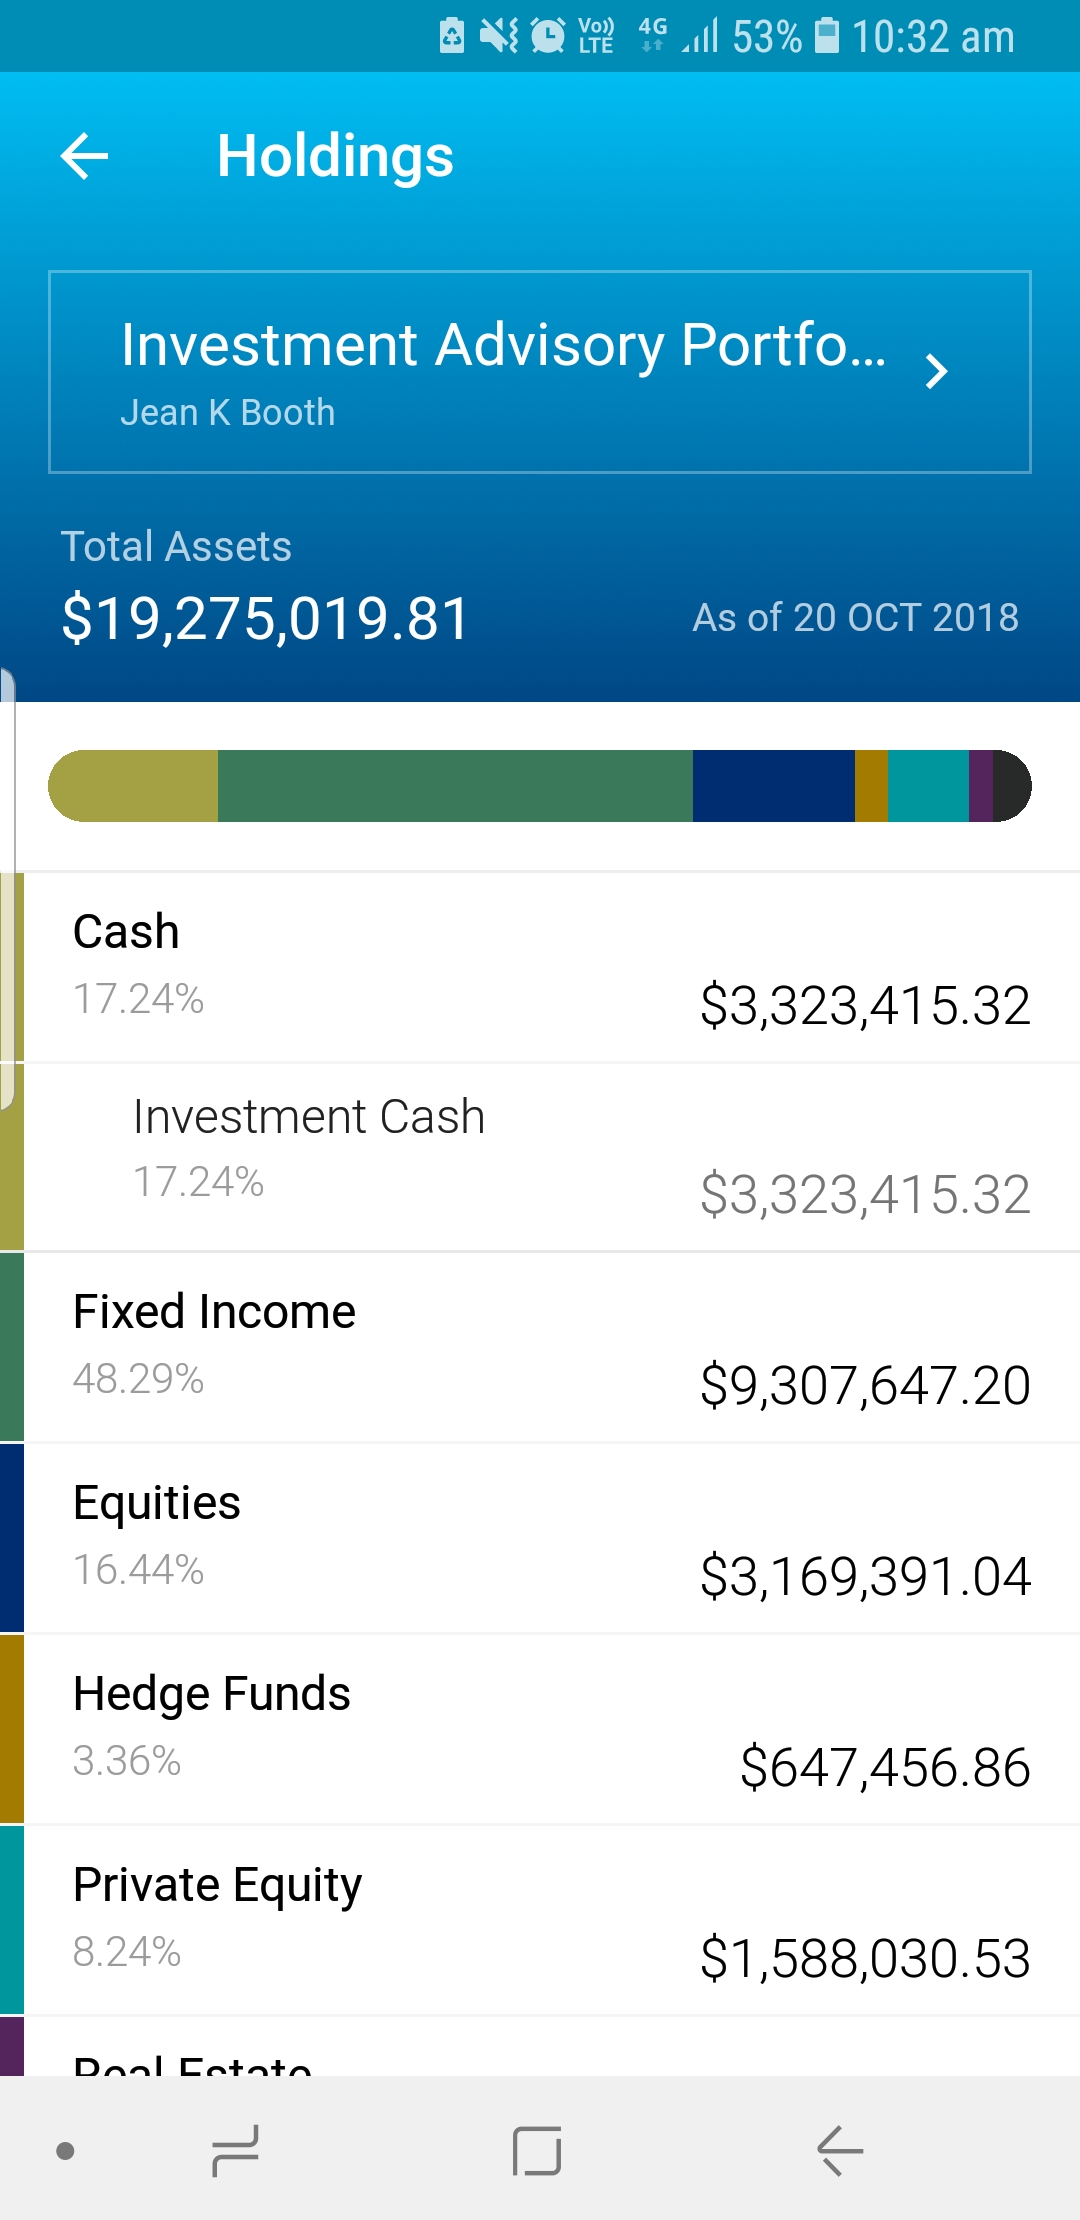 Vo)) LTE 4G 53% 10:32 am
Holdings
Investment Advisory Portfo...
Jean K Booth
Total Assets
$19,275,019.81
As of 20 OCT 2018
Cash
17.24%
$3,323,415.32
Investment Cash
17.24%
$3,323,415.32
Fixed Income
48.29%
$9,307,647.20
Equities
16.44%
$3,169,391.04
Hedge Funds
3.36%
$647,456.86
Private Equity
8.24%
$1,588,030.53
Real Estate